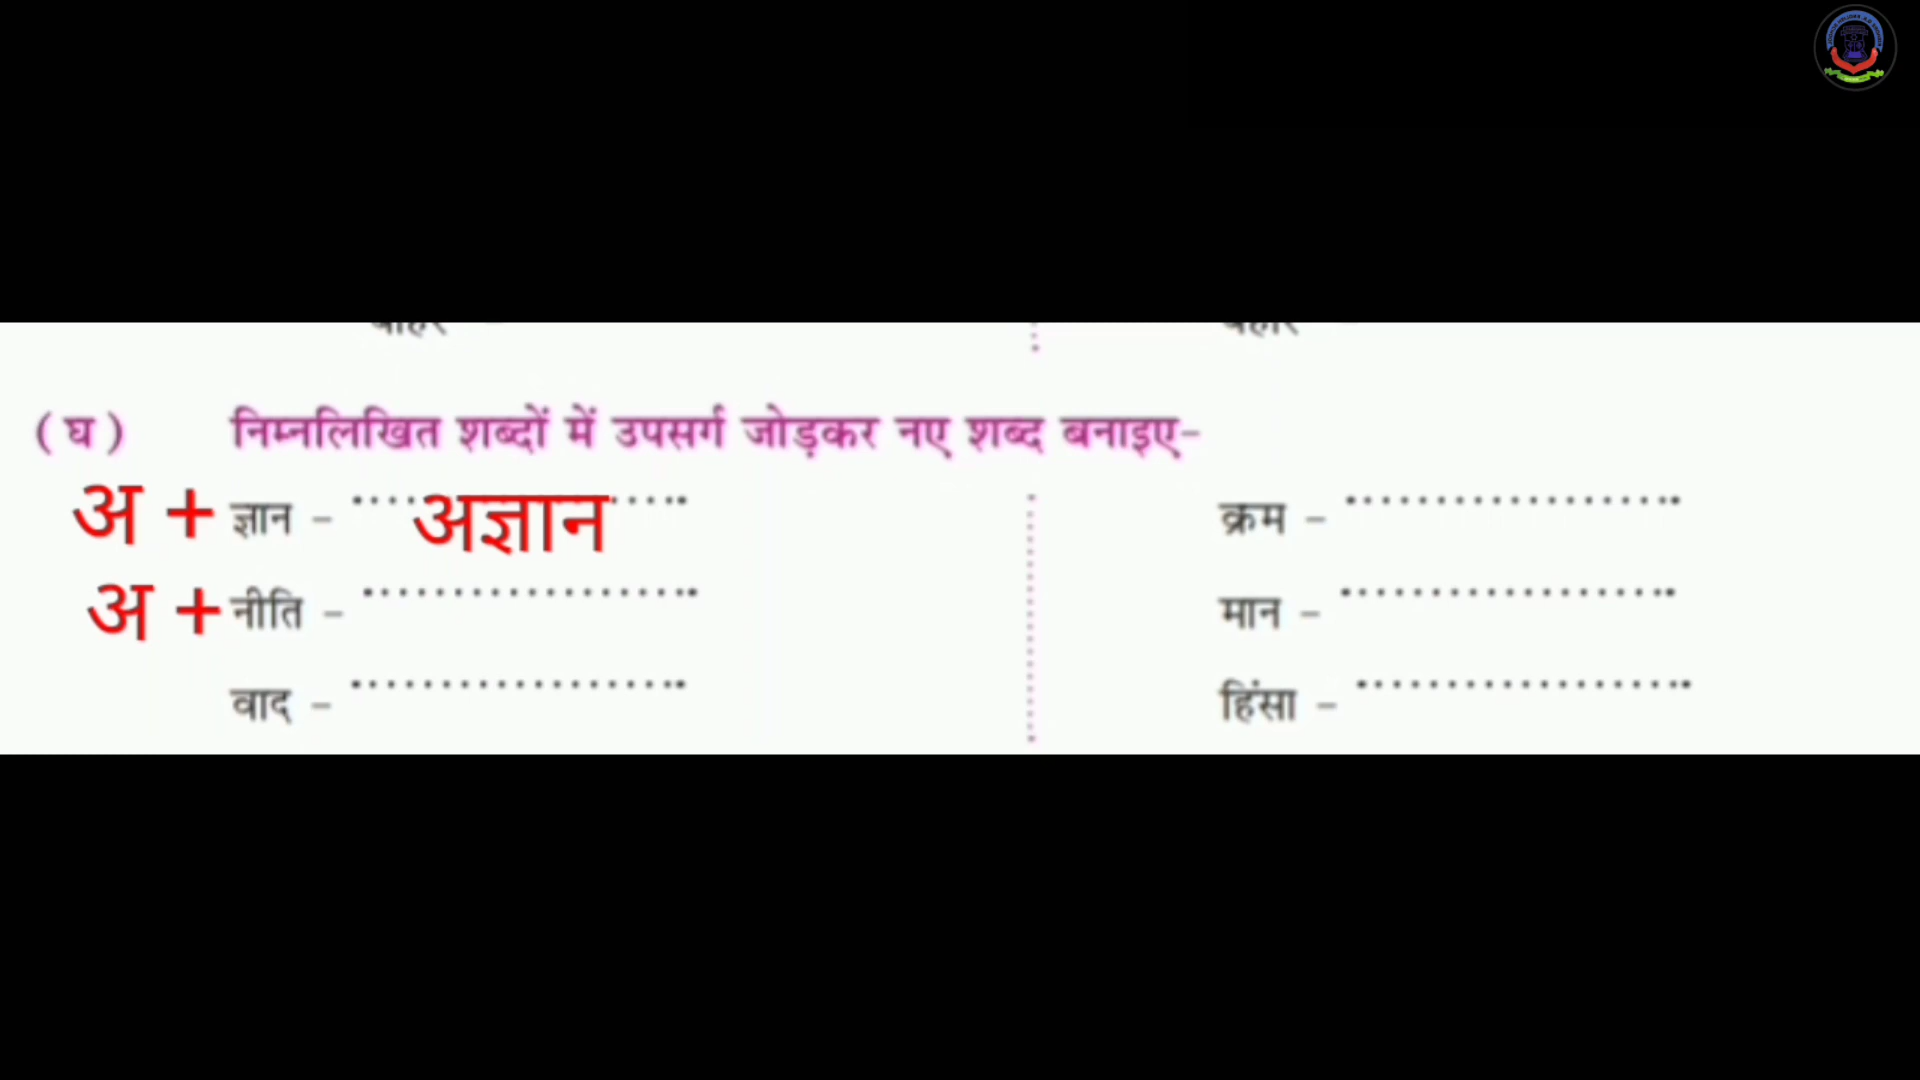 (घ) निम्नलिखित शब्दों में उपसर्ग जोड़कर नए शब्द बनाइए-
अ + ज्ञान - अज्ञान
क्रम -
अ + नीति -
मान -
वाद -
हिंसा -